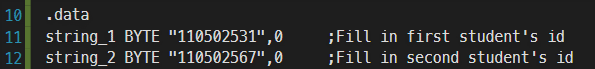 10 .data
11 string_1 BYTE "110502531",0 ;Fill in first student's id
12 string_2 BYTE "110502567",0 ;Fill in second student's id